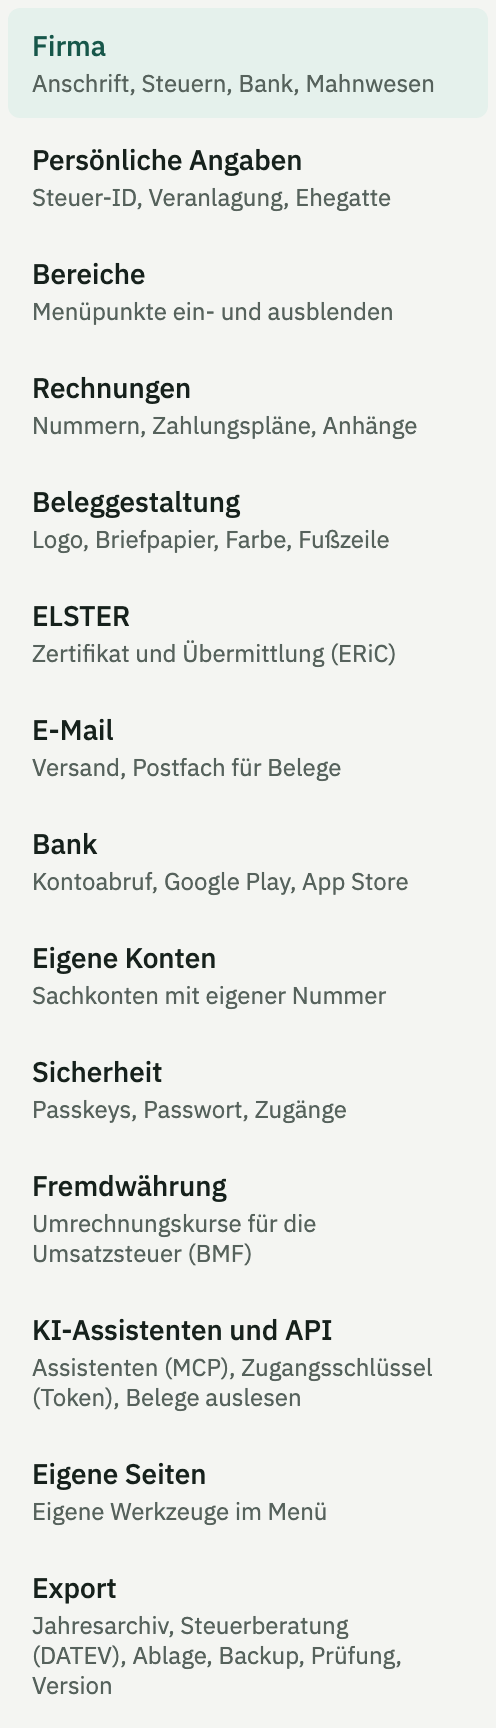 Firma
Anschrift, Steuern, Bank, Mahnwesen
Persönliche Angaben
Steuer-ID, Veranlagung, Ehegatte
Bereiche
Menüpunkte ein- und ausblenden
Rechnungen
Nummern, Zahlungspläne, Anhänge
Beleggestaltung
Logo, Briefpapier, Farbe, Fußzeile
ELSTER
Zertifikat und Übermittlung (ERiC)
E-Mail
Versand, Postfach für Belege
Bank
Kontoabruf, Google Play, App Store
Eigene Konten
Sachkonten mit eigener Nummer
Sicherheit
Passkeys, Passwort, Zugänge
Fremdwährung
Umrechnungskurse für die
Umsatzsteuer (BMF)
KI-Assistenten und API
Assistenten (MCP), Zugangsschlüssel
(Token), Belege auslesen
Eigene Seiten
Eigene Werkzeuge im Menü
Export
Jahresarchiv, Steuerberatung
(DATEV), Ablage, Backup, Prüfung,
Version